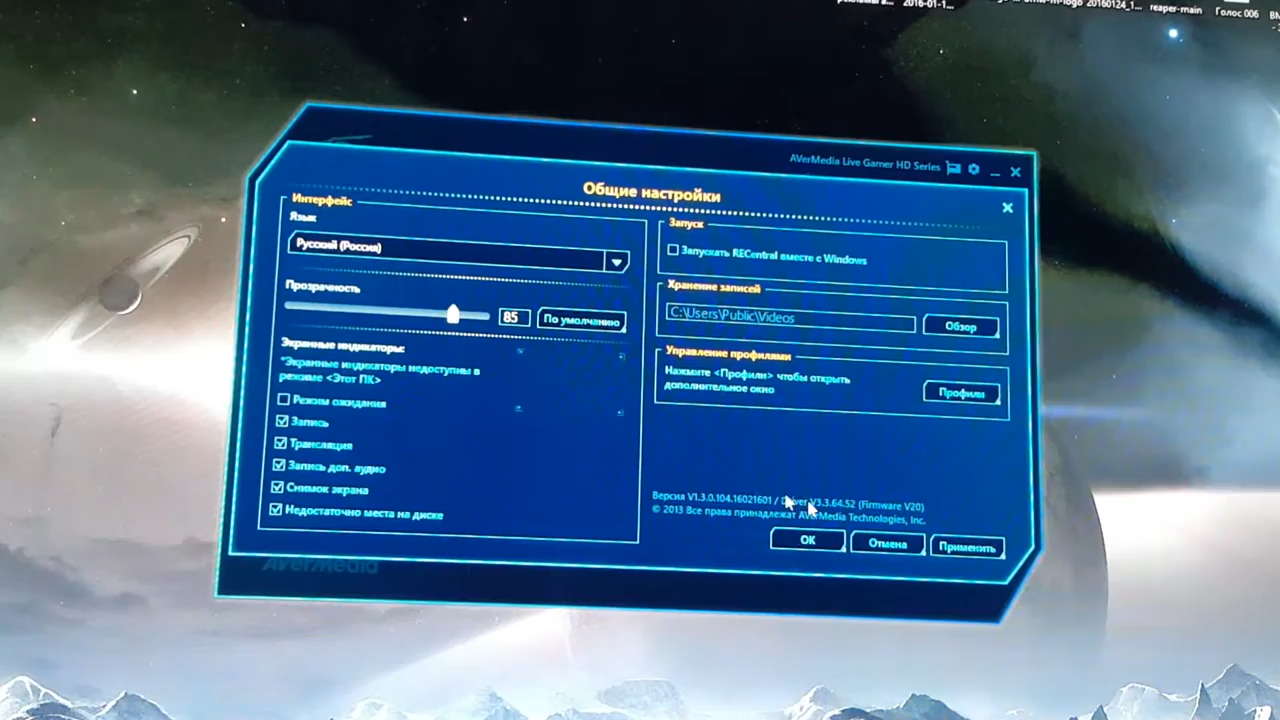 2016-01-1...
20160124_1...
reaper-main
Голос 006
AVerMedia Live Gamer HD Series
Общие настройки
Интерфейс
Язык
Русский (Россия)
Прозрачность
85
По умолчанию
Экранные индикаторы:
*Экранные индикаторы недоступны в
режиме <Этот ПК>
Режим ожидания
Запись
Трансляция
Запись доп. аудио
Снимок экрана
Недостаточно места на диске
Запуск
Запускать RECentral вместе с Windows
Хранение записей
C:\Users\Public\Videos
Обзор
Управление профилями
Нажмите <Профили> чтобы открыть
дополнительное окно
Профили
Версия V1.3.0.104.16021601 / Driver V3.3.64.52 (Firmware V20)
© 2013 Все права принадлежат AVerMedia Technologies, Inc.
ОК
Отмена
Применить
AVerMedia